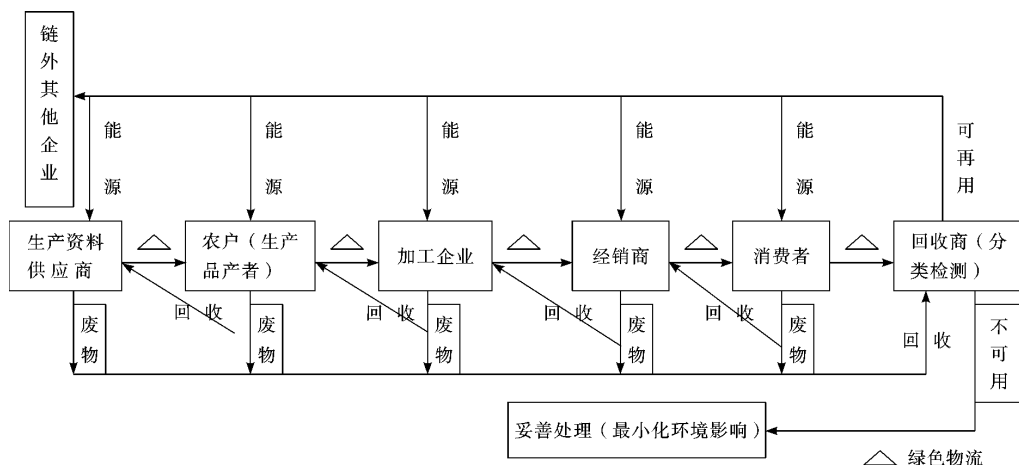 链外其他企业
能源
能源
能源
能源
能源
可再用
生产资料
供应商
农户（生产
品产者）
加工企业
经销商
消费者
回收商（分
类检测）
回 收
回 收
回 收
回 收
回 收
废物
废物
废物
废物
废物
不可用
妥善处理（最小化环境影响）
绿色物流